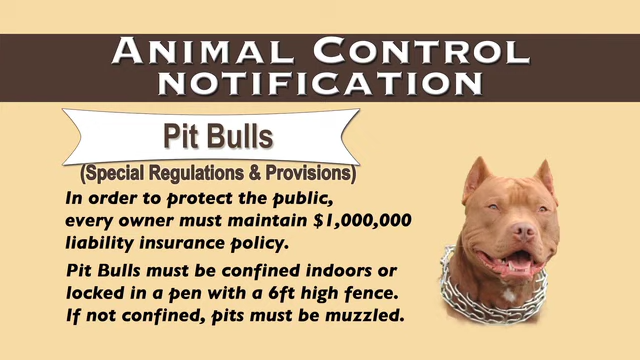 ANIMAL CONTROL
NOTIFICATION
Pit Bulls
(Special Regulations & Provisions)
In order to protect the public,
every owner must maintain $1,000,000
liability insurance policy.
Pit Bulls must be confined indoors or
locked in a pen with a 6ft high fence.
If not confined, pits must be muzzled.